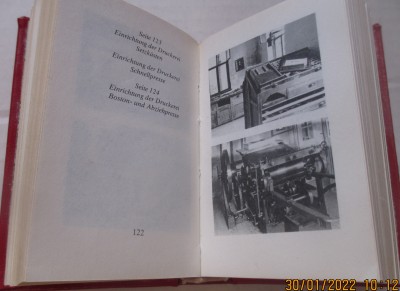 Seite 123
Einrichtung der Druckerei
Setzkästen
Einrichtung der Druckerei
Schnellpresse
Seite 124
Einrichtung der Druckerei
Boston- und Abziehpresse
122
30/01/2022 10:12